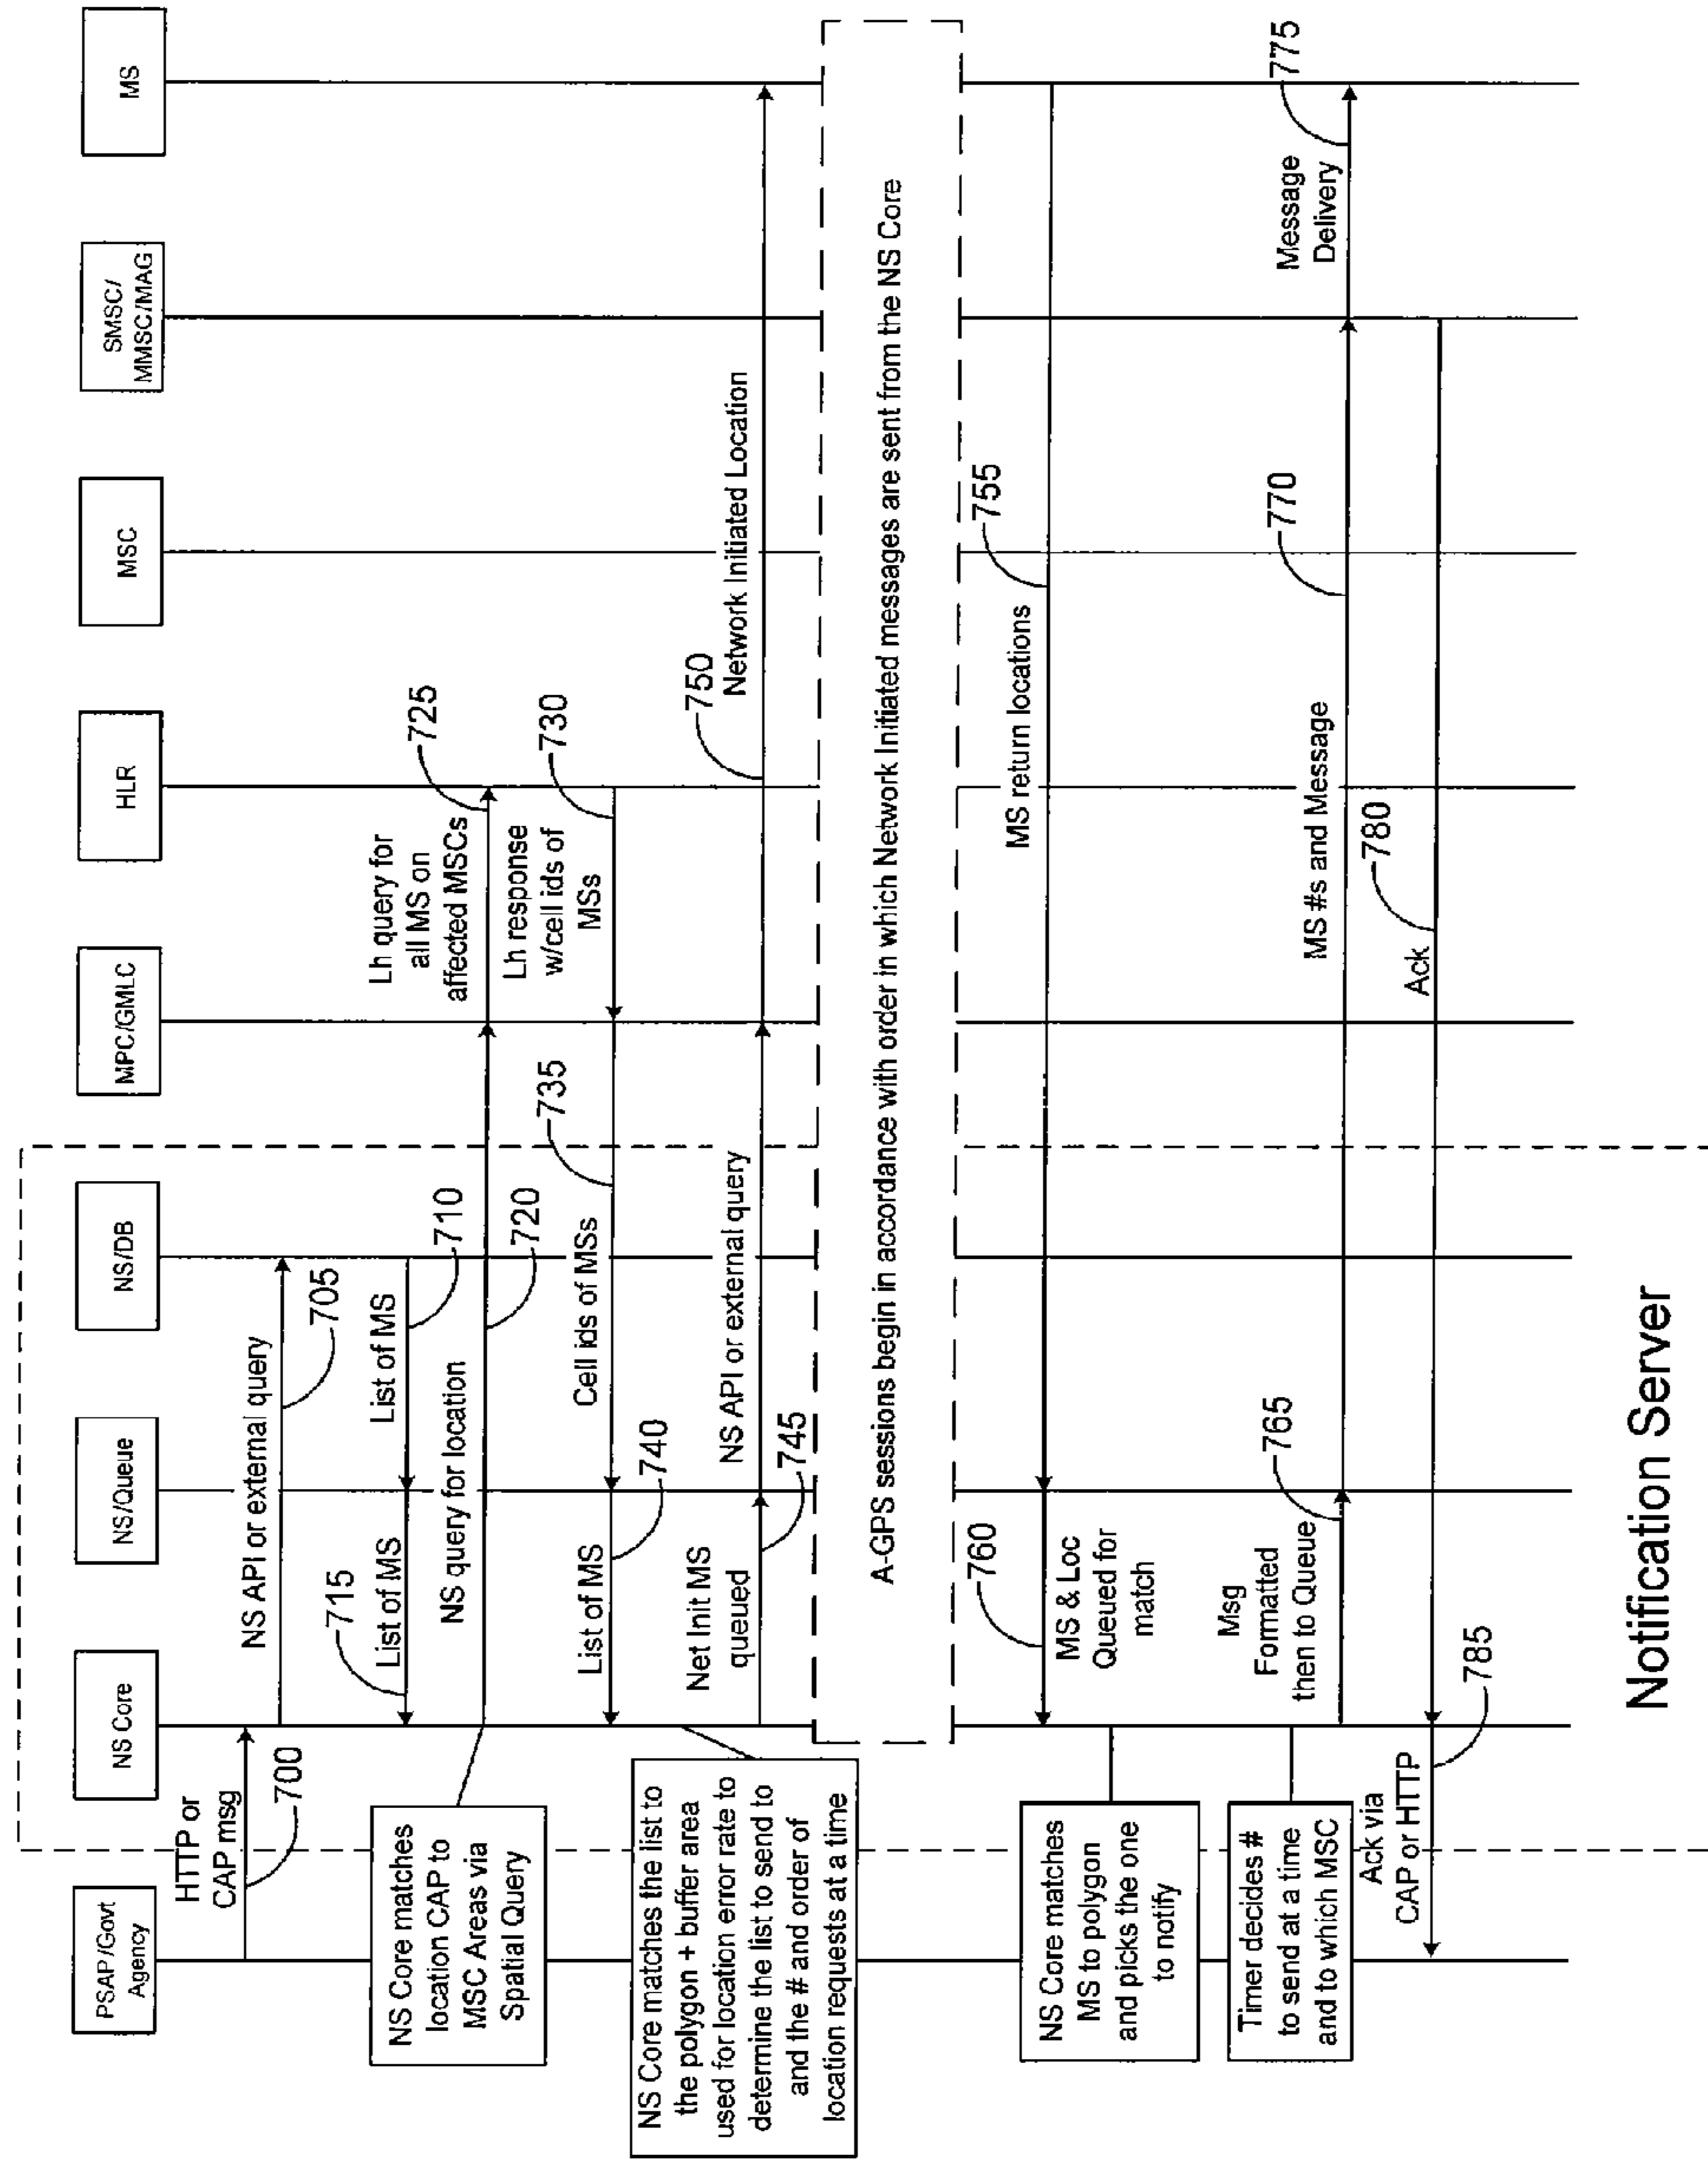 PSAP/Govt
Agency
NS Core
NS/Queue
NS/DB
MPC/GMLC
HLR
MSC
SMSC/
MMSC/MAG
MS
HTTP or
CAP msg
700
NS API or external query
705
List of MS
710
715
List of MS
NS Core matches
location CAP to
MSC Areas via
Spatial Query
NS query for location
720
Lh query for
all MS on
affected MSCs
725
Lh response
w/cell ids of
MSs
730
Cell ids of MSs
735
List of MS
740
NS Core matches the list to
the polygon + buffer area
used for location error rate to
determine the list to send to
and the # and order of
location requests at a time
Net Init MS
queued
745
NS API or external query
750
Network Initiated Location
A-GPS sessions begin in accordance with order in which Network Initiated messages are sent from the NS Core
MS return locations
755
760
MS & Loc
Queued for
match
NS Core matches
MS to polygon
and picks the one
to notify
Timer decides #
to send at a time
and to which MSC
Msg
Formatted
then to Queue
765
MS #s and Message
770
Message
Delivery
775
Ack
780
Ack via
CAP or HTTP
785
Notification Server